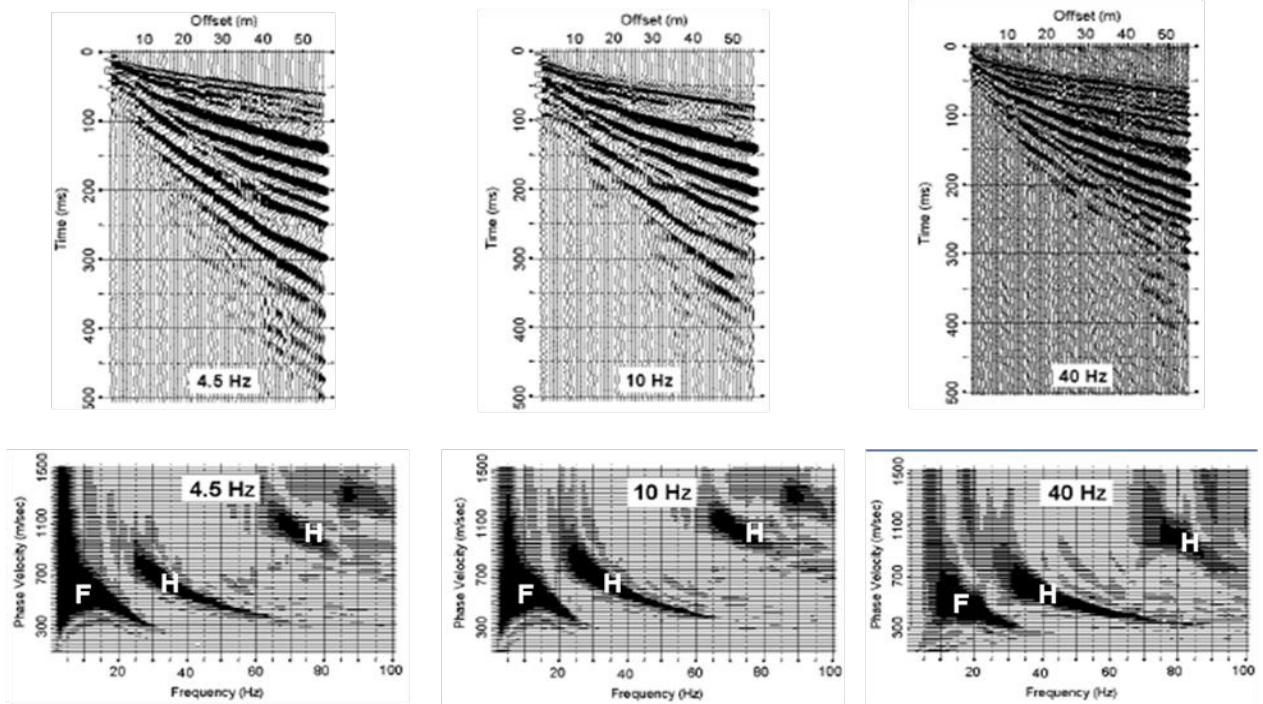 Offset (m)
10 20 30 40 50
0
100
200
300
400
500
Time (ms)
4.5 Hz
Offset (m)
10 20 30 40 50
0
100
200
300
400
500
Time (ms)
10 Hz
Offset (m)
10 20 30 40 50
0
100
200
300
400
500
Time (ms)
40 Hz
1500
1100
700
300
Phase Velocity (m/sec)
4.5 Hz
H
H
F
20 40 60 80 100
Frequency (Hz)
1500
1100
700
300
Phase Velocity (m/sec)
10 Hz
H
H
F
20 40 60 80 100
Frequency (Hz)
1500
1100
700
300
Phase Velocity (m/sec)
40 Hz
H
H
F
20 40 60 80 100
Frequency (Hz)